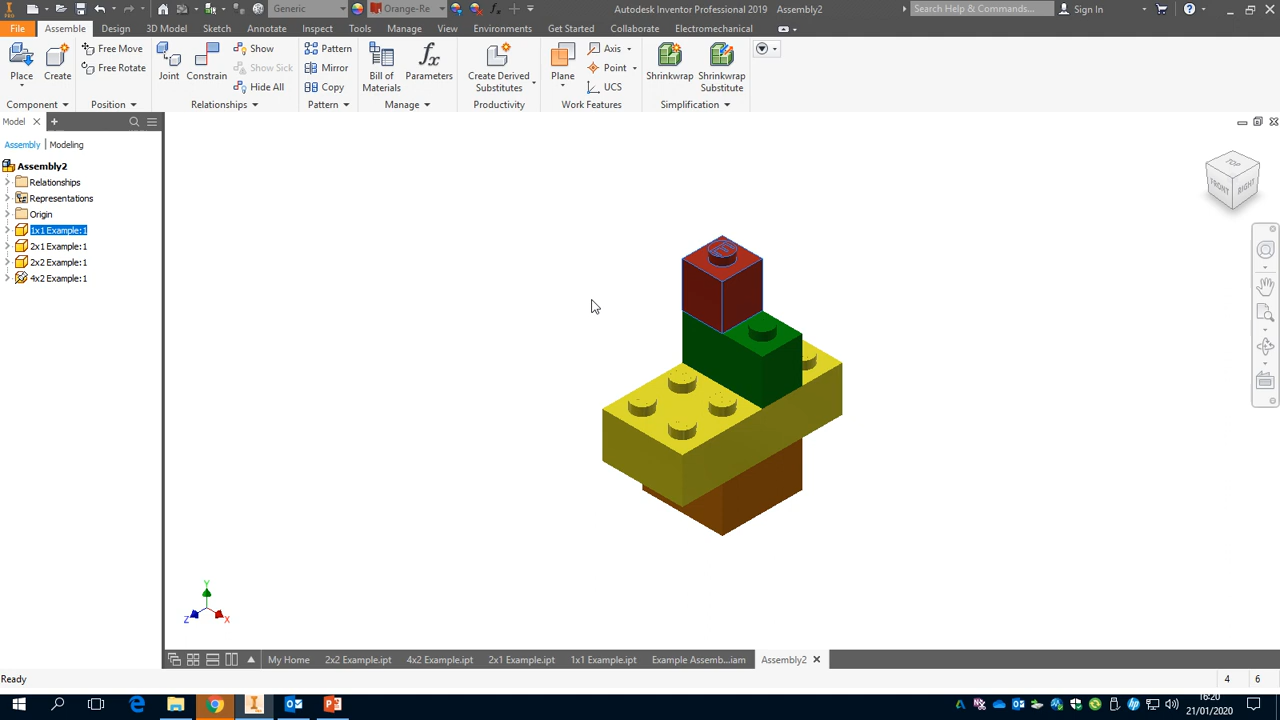 Generic
Orange-Re
Autodesk Inventor Professional 2019 Assembly2
Search Help & Commands...
Sign In
File Assemble Design 3D Model Sketch Annotate Inspect Tools Manage View Environments Get Started Collaborate Electromechanical
Place
Create
Free Move
Free Rotate
Joint
Constrain
Show
Show Sick
Hide All
Pattern
Mirror
Copy
Bill of
Materials
Parameters
Create Derived
Substitutes
Plane
Axis
Point
UCS
Shrinkwrap
Shrinkwrap
Substitute
Component Position Relationships Pattern Manage Productivity Work Features Simplification
Model
Assembly Modeling
Assembly2
Relationships
Representations
Origin
1x1 Example:1
2x1 Example:1
2x2 Example:1
4x2 Example:1
TOP
FRONT RIGHT
Y
Z X
My Home 2x2 Example.ipt 4x2 Example.ipt 2x1 Example.ipt 1x1 Example.ipt Example Assemb...iam Assembly2
Ready 4 6
16:20
21/01/2020